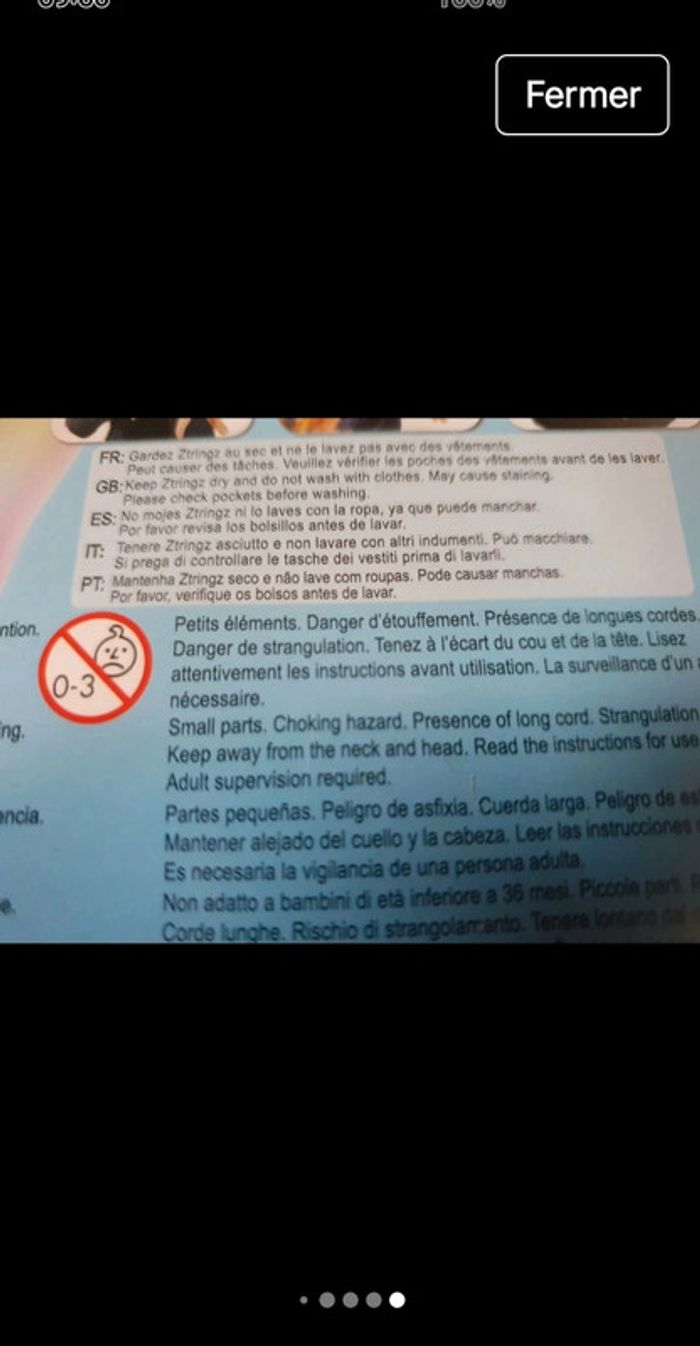 Fermer
FR: Gardez Ztringz au sec et ne le lavez pas avec des vêtements.
Peut causer des tâches. Veuillez vérifier les poches des vêtements avant de les laver.
GB: Keep Ztringz dry and do not wash with clothes. May cause staining.
Please check pockets before washing.
ES: No mojes Ztringz ni lo laves con la ropa, ya que puede manchar.
Por favor revisa los bolsillos antes de lavar.
IT: Tenere Ztringz asciutto e non lavare con altri indumenti. Può macchiare.
Si prega di controllare le tasche dei vestiti prima di lavarli.
PT: Mantenha Ztringz seco e não lave com roupas. Pode causar manchas.
Por favor, verifique os bolsos antes de lavar.
ntion.
0-3
Petits éléments. Danger d'étouffement. Présence de longues cordes.
Danger de strangulation. Tenez à l'écart du cou et de la tête. Lisez
attentivement les instructions avant utilisation. La surveillance d'un
nécessaire.
ing.
Small parts. Choking hazard. Presence of long cord. Strangulation
Keep away from the neck and head. Read the instructions for use
Adult supervision required.
encia.
Partes pequeñas. Peligro de asfixia. Cuerda larga. Peligro de es
Mantener alejado del cuello y la cabeza. Leer las instrucciones
Es necesaria la vigilancia de una persona adulta.
e.
Non adatto a bambini di età inferiore a 36 mesi. Piccole parti.
Corde lunghe. Rischio di strangolamento. Tenere lontano dal